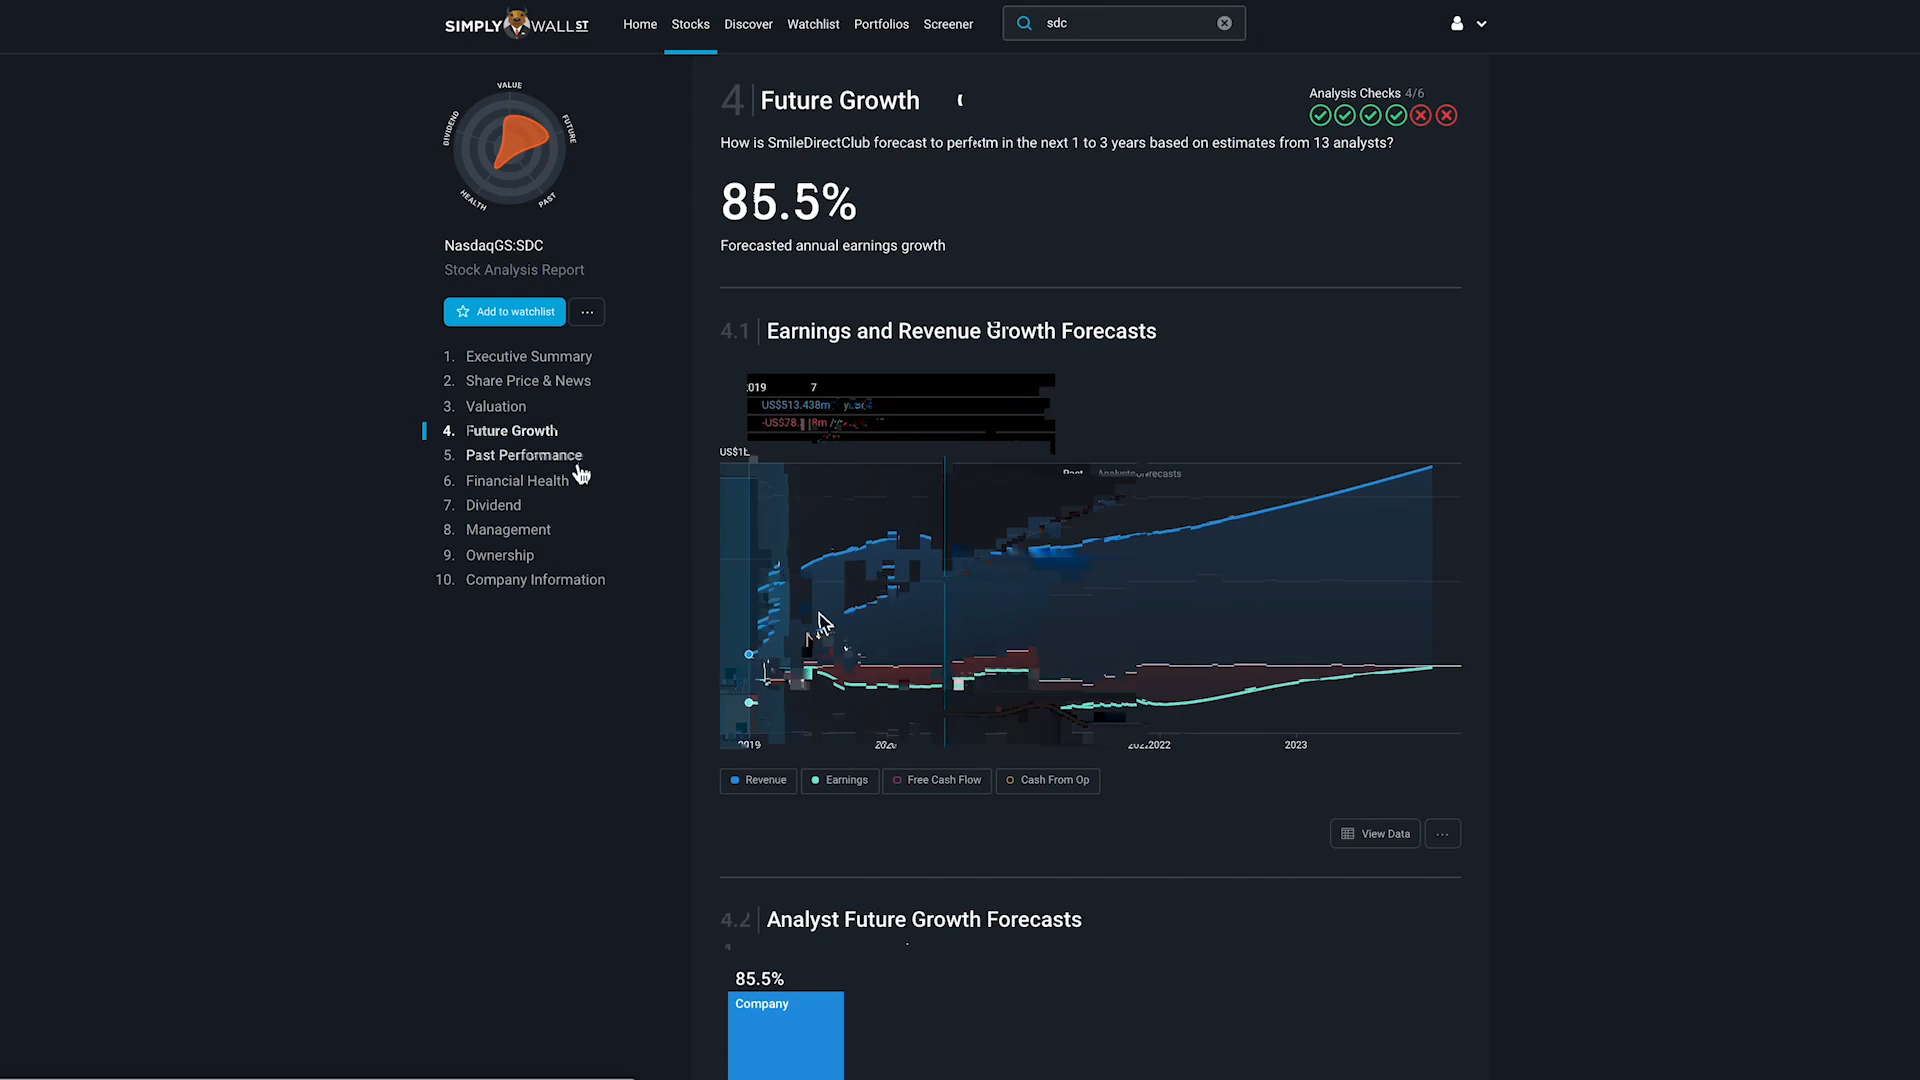 SIMPLY WALL ST
Home Stocks Discover Watchlist Portfolios Screener
sdc
VALUE
FUTURE
PAST
HEALTH
DIVIDEND
NasdaqGS:SDC
Stock Analysis Report
Add to watchlist
...
1. Executive Summary
2. Share Price & News
3. Valuation
4. Future Growth
5. Past Performance
6. Financial Health
7. Dividend
8. Management
9. Ownership
10. Company Information
4 Future Growth
Analysis Checks 4/6
How is SmileDirectClub forecast to perform in the next 1 to 3 years based on estimates from 13 analysts?
85.5%
Forecasted annual earnings growth
4.1 Earnings and Revenue Growth Forecasts
US$513.438m
Past
2019 2020 2022 2023
Revenue Earnings Free Cash Flow Cash From Op
View Data ...
4.2 Analyst Future Growth Forecasts
85.5%
Company